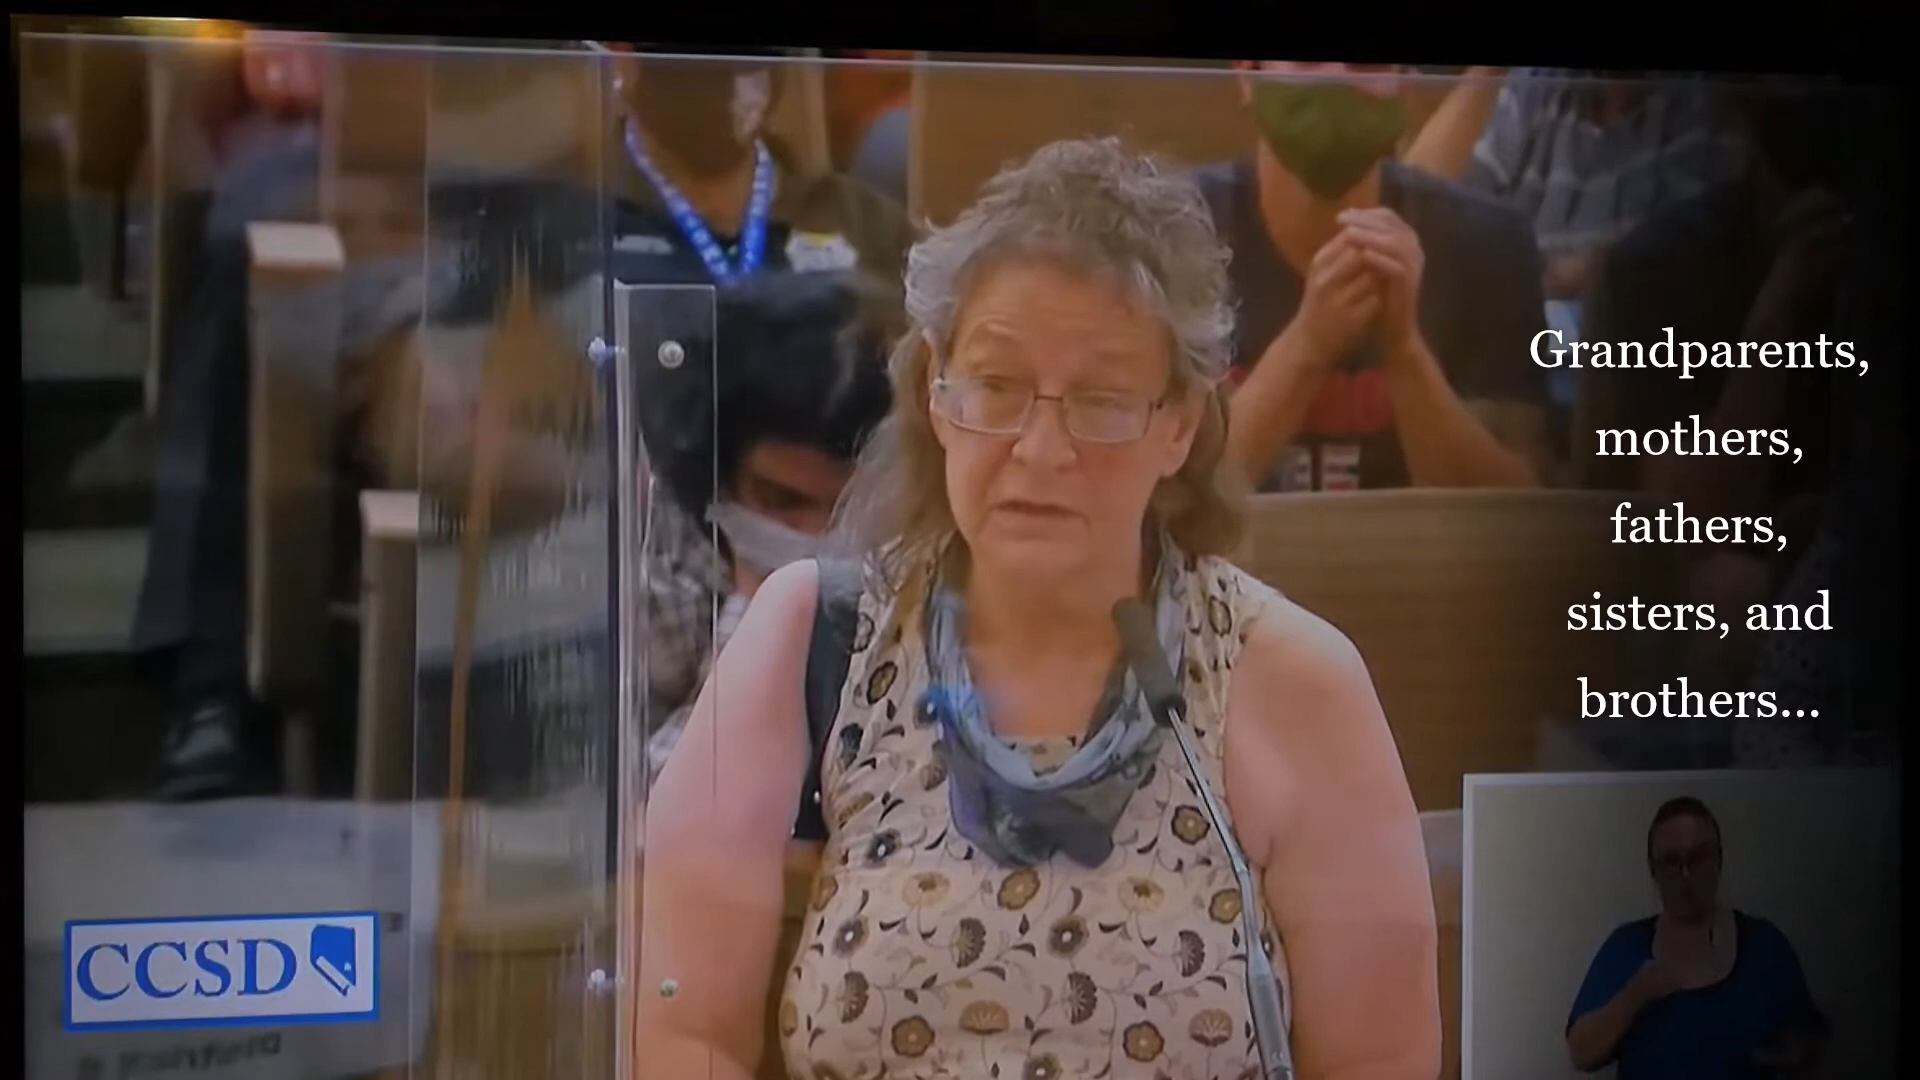 Grandparents,
mothers,
fathers,
sisters, and
brothers...
CCSD